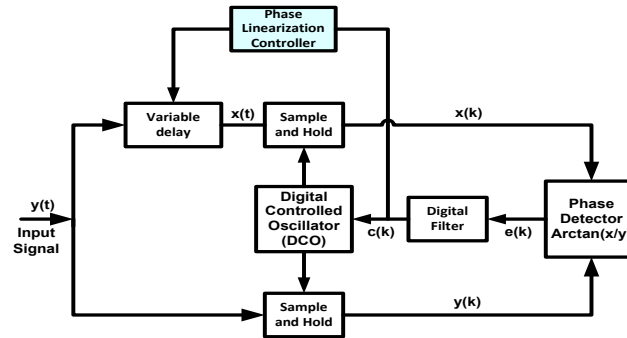 Phase
Linearization
Controller
Variable
delay
x(t)
Sample
and Hold
x(k)
y(t)
Input
Signal
Digital
Controlled
Oscillator
(DCO)
c(k)
Digital
Filter
e(k)
Phase
Detector
Arctan(x/y
Sample
and Hold
y(k)